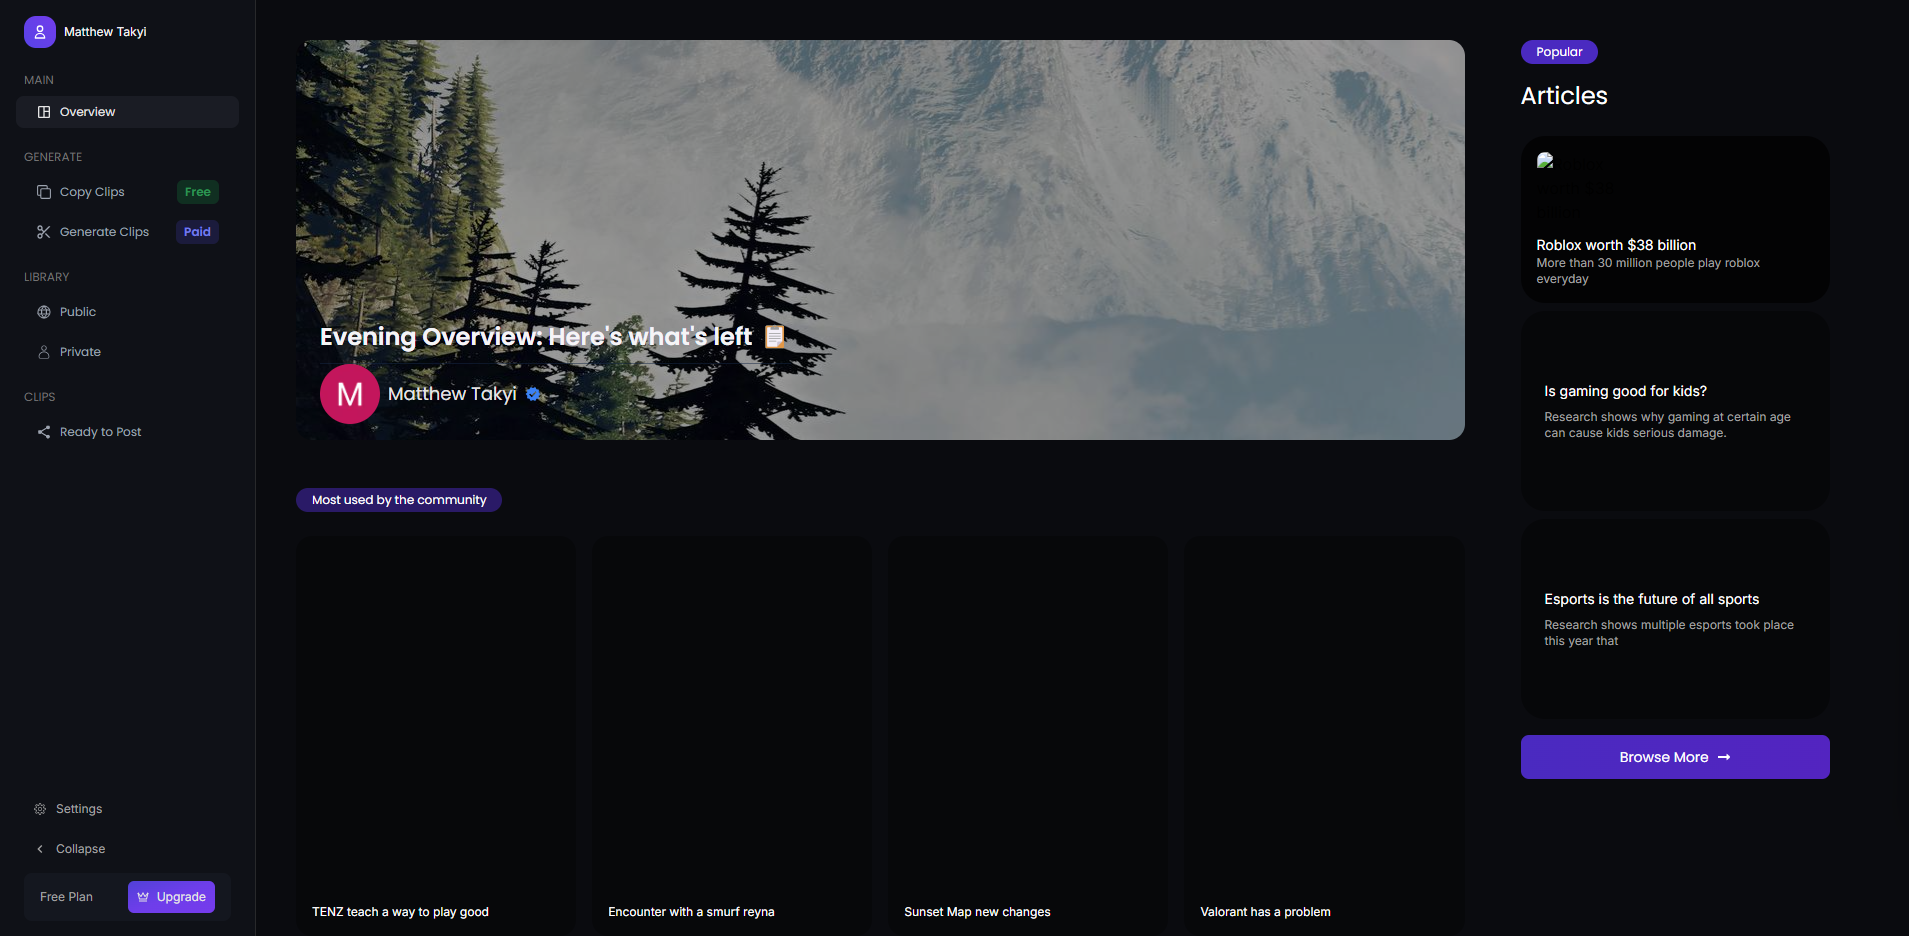 Matthew Takyi
MAIN
Overview
GENERATE
Copy Clips
Free
Generate Clips
Paid
LIBRARY
Public
Private
CLIPS
Ready to Post
Settings
Collapse
Free Plan
Upgrade
Evening Overview: Here's what's left
M
Matthew Takyi
Most used by the community
TENZ teach a way to play good
Encounter with a smurf reyna
Sunset Map new changes
Valorant has a problem
Popular
Articles
Roblox worth $38 billion
More than 30 million people play roblox
everyday
Is gaming good for kids?
Research shows why gaming at certain age
can cause kids serious damage.
Esports is the future of all sports
Research shows multiple esports took place
this year that
Browse More →